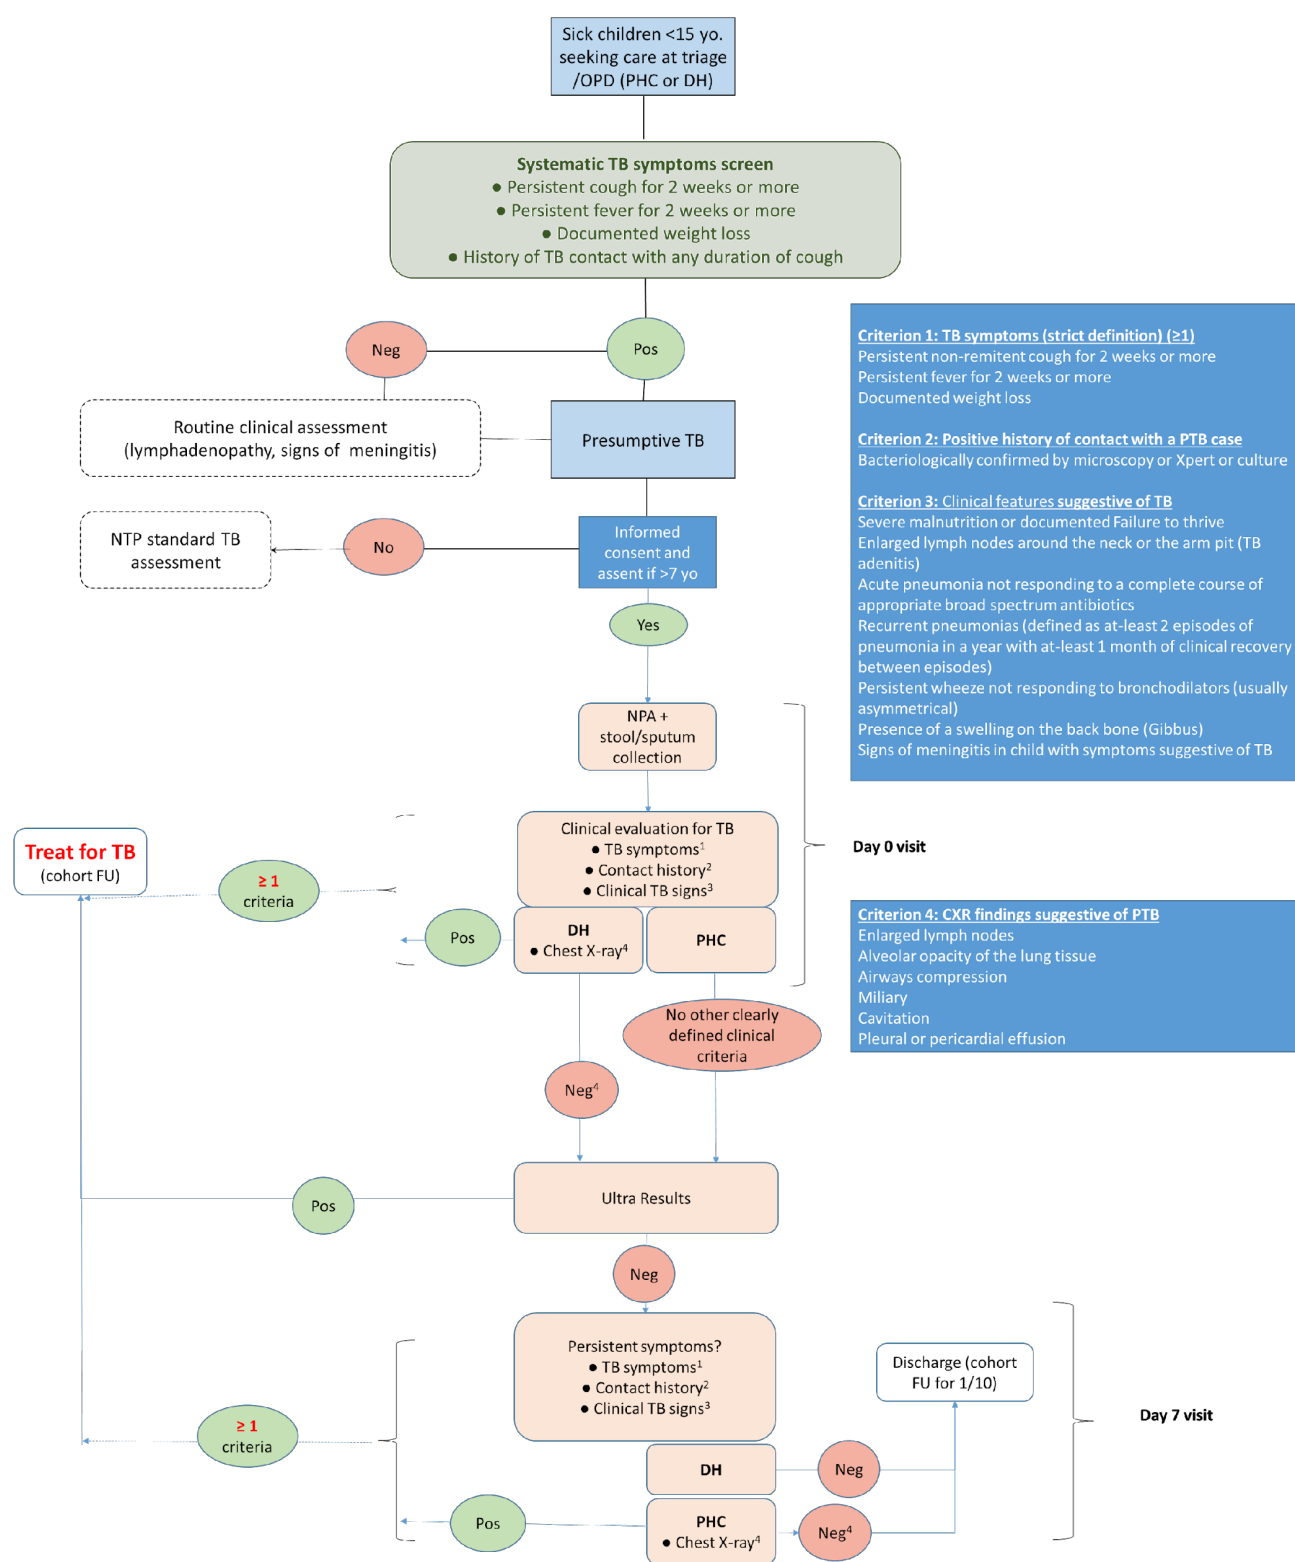 Sick children <15 yo.
seeking care at triage
/OPD (PHC or DH)
Systematic TB symptoms screen
● Persistent cough for 2 weeks or more
● Persistent fever for 2 weeks or more
● Documented weight loss
● History of TB contact with any duration of cough
Neg
Pos
Routine clinical assessment
(lymphadenopathy, signs of meningitis)
Presumptive TB
NTP standard TB
assessment
No
Informed
consent and
assent if >7 yo
Yes
Criterion 1: TB symptoms (strict definition) (≥1)
Persistent non-remitent cough for 2 weeks or more
Persistent fever for 2 weeks or more
Documented weight loss
Criterion 2: Positive history of contact with a PTB case
Bacteriologically confirmed by microscopy or Xpert or culture
Criterion 3: Clinical features suggestive of TB
Severe malnutrition or documented Failure to thrive
Enlarged lymph nodes around the neck or the arm pit (TB
adenitis)
Acute pneumonia not responding to a complete course of
appropriate broad spectrum antibiotics
Recurrent pneumonias (defined as at-least 2 episodes of
pneumonia in a year with at-least 1 month of clinical recovery
between episodes)
Persistent wheeze not responding to bronchodilators (usually
asymmetrical)
Presence of a swelling on the back bone (Gibbus)
Signs of meningitis in child with symptoms suggestive of TB
NPA +
stool/sputum
collection
Clinical evaluation for TB
● TB symptoms¹
● Contact history²
● Clinical TB signs³
Day 0 visit
Treat for TB
(cohort FU)
≥ 1
criteria
Pos
DH
● Chest X-ray⁴
PHC
Criterion 4: CXR findings suggestive of PTB
Enlarged lymph nodes
Alveolar opacity of the lung tissue
Airways compression
Miliary
Cavitation
Pleural or pericardial effusion
No other clearly
defined clinical
criteria
Neg⁴
Ultra Results
Pos
Neg
Persistent symptoms?
● TB symptoms¹
● Contact history²
● Clinical TB signs³
Discharge (cohort
FU for 1/10)
Day 7 visit
≥ 1
criteria
DH
Neg
Pos
PHC
● Chest X-ray⁴
Neg⁴